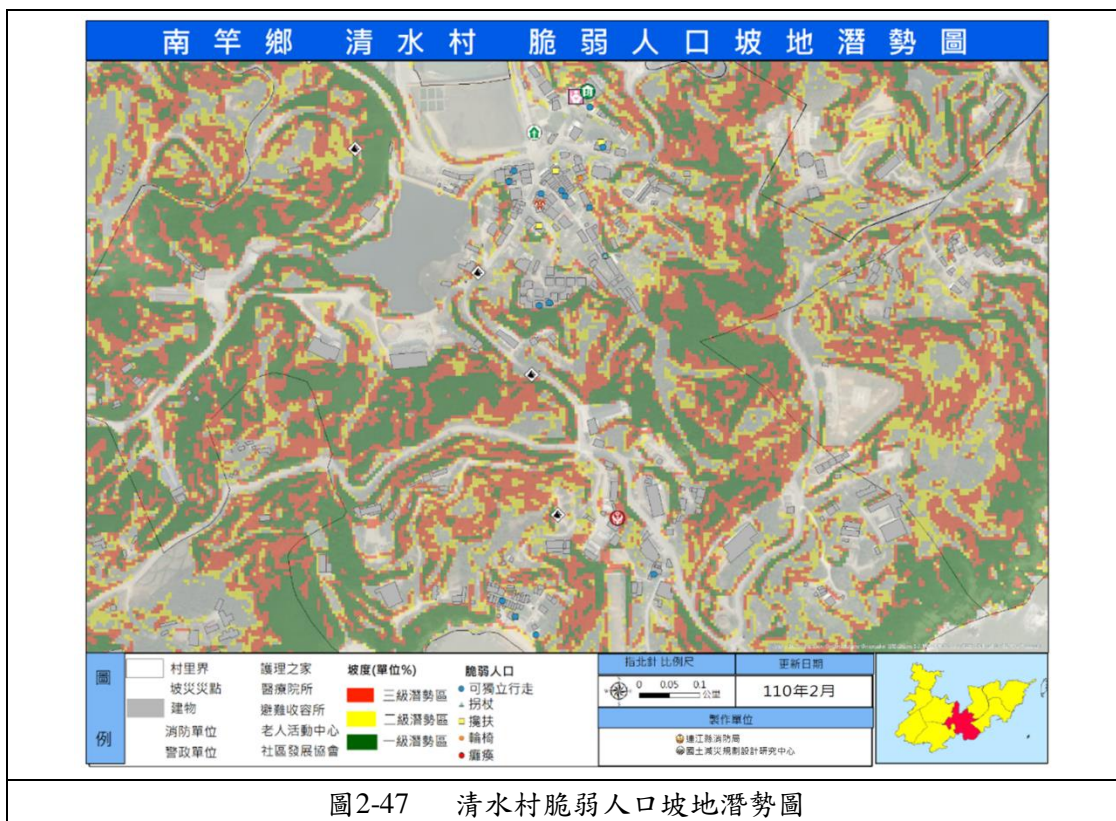 南竿鄉 清水村 脆弱人口坡地潛勢圖
圖例
村里界
坡災災點
建物
消防單位
警政單位
護理之家
醫療院所
避難收容所
老人活動中心
社區發展協會
坡度(單位%)
三級潛勢區
二級潛勢區
一級潛勢區
脆弱人口
可獨立行走
拐杖
攙扶
輪椅
癱瘓
指北針 比例尺
0 0.05 0.1
公里
更新日期
110年2月
製作單位
連江縣消防局
國土減災規劃設計研究中心
圖2-47 清水村脆弱人口坡地潛勢圖